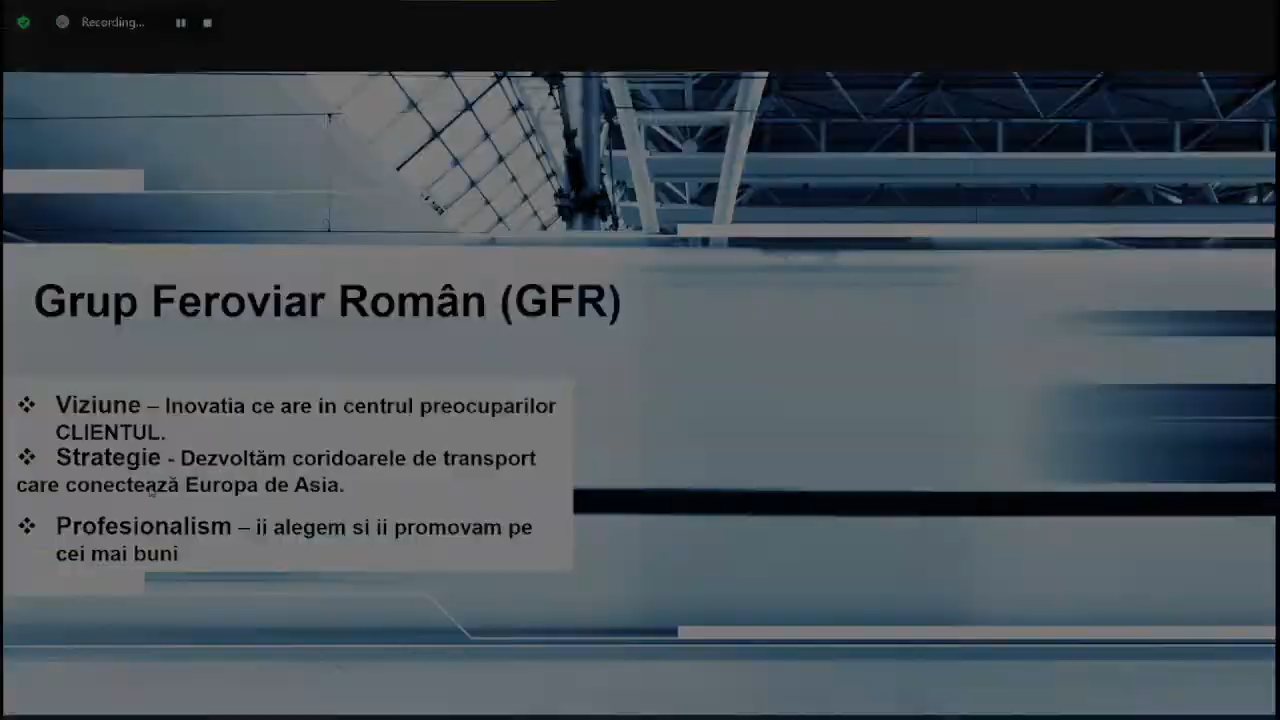 Recording...
Grup Feroviar Român (GFR)
❖ Viziune – Inovatia ce are in centrul preocuparilor
CLIENTUL.
❖ Strategie - Dezvoltăm coridoarele de transport
care conectează Europa de Asia.
❖ Profesionalism – ii alegem si ii promovam pe
cei mai buni